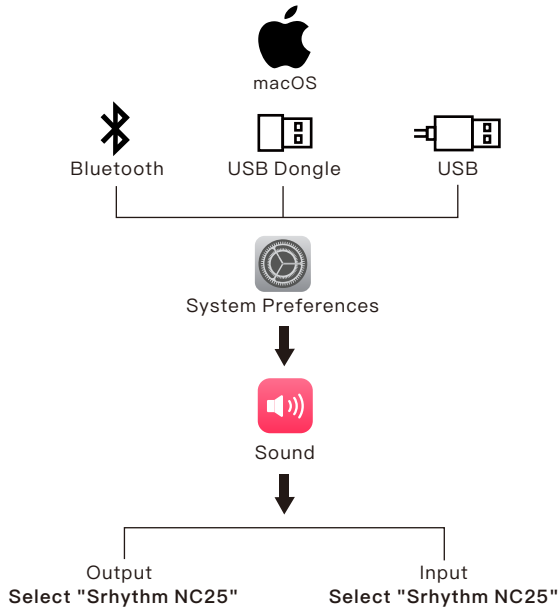 macOS
Bluetooth
USB Dongle
USB
System Preferences
Sound
Output
Select "Srhythm NC25"
Input
Select "Srhythm NC25"